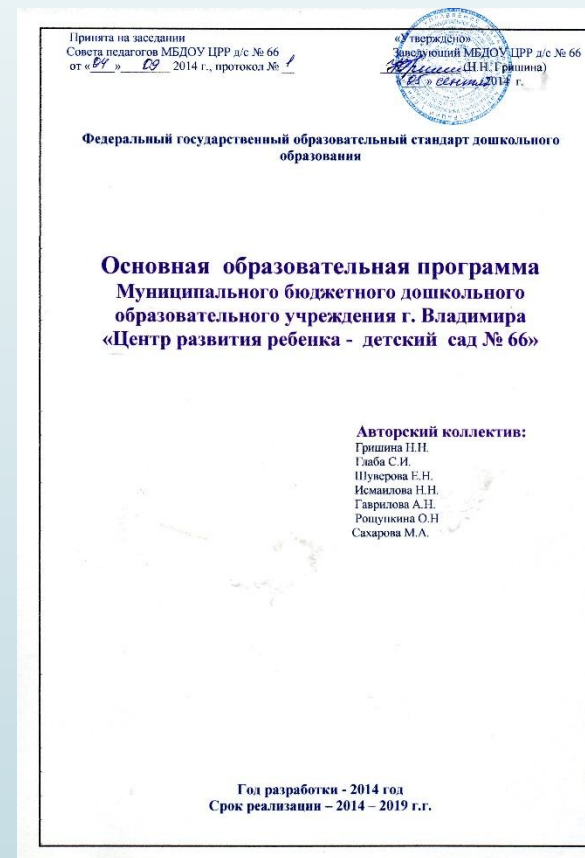 Принята на заседании
Совета педагогов МБДОУ ЦРР д/с № 66
от «04 » 09 2014 г., протокол № 1
«Утверждено»
Заведующий МБДОУ ЦРР д/с № 66
(Н.Н. Гришина)
» сентяб 2014 г.
Федеральный государственный образовательный стандарт дошкольного
образования
Основная образовательная программа
Муниципального бюджетного дошкольного
образовательного учреждения г. Владимира
«Центр развития ребенка - детский сад № 66»
Авторский коллектив:
Гришина Н.Н.
Глаба С.И.
Шуверова Е.Н.
Исмаилова Н.Н.
Гаврилова А.Н.
Рощупкина О.Н
Сахарова М.А.
Год разработки - 2014 год
Срок реализации – 2014 – 2019 г.г.